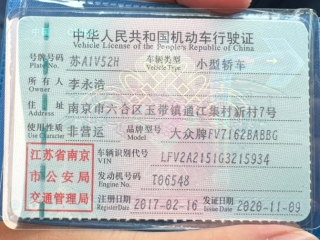 中华人民共和国机动车行驶证
Vehicle License of the People's Republic of China
号牌号码 苏A1V52H 车辆类型 小型轿车
Plate No. Vehicle Type
所有人 李永浩
Owner
住址 南京市六合区玉带镇通江集村新村7号
Address
使用性质 非营运 品牌型号 大众牌FV7162BABBG
Use Character Model
江苏省南京 车辆识别代号 LFV2A2151G3215934
VIN
市公安局 发动机号码 T06548
Engine No.
交通管理局 注册日期 2017-02-16 发证日期 2020-11-09
Register Date Issue Date